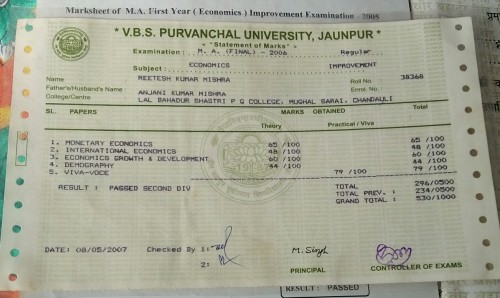 Marksheet of M.A. First Year ( Economics ) Improvement Examination - 2005
* V.B.S. PURVANCHAL UNIVERSITY, JAUNPUR *
* "Statement of Marks" *
Examination : M. A. (FINAL) - 2006 Regular
Subject : ECONOMICS IMPROVEMENT
Name REETESH KUMAR MISHRA Roll No. 38368
Father's/Husband's Name : ANJANI KUMAR MISHRA Enrol. No.
College/Centre LAL BAHADUR SHASTRI P G COLLEGE, MUGHAL SARAI, CHANDAULI
SL. PAPERS MARKS OBTAINED Total
Theory Practical / Viva
1. MONETARY ECONOMICS 65 /100 65 /100
2. INTERNATIONAL ECONOMICS 48 /100 48 /100
3. ECONOMICS GROWTH & DEVELOPMENT 60 /100 60 /100
4. DEMOGRAPHY 44 /100 44 /100
5. VIVA-VOCE 79 /100 79 /100
RESULT : PASSED SECOND DIV TOTAL 296/0500
TOTAL PREV. : 234/0500
GRAND TOTAL : 530/1000
DATE: 08/05/2007 Checked By 1:
2:
M.Singh
PRINCIPAL CONTROLLER OF EXAMS
RESULT : PASSED